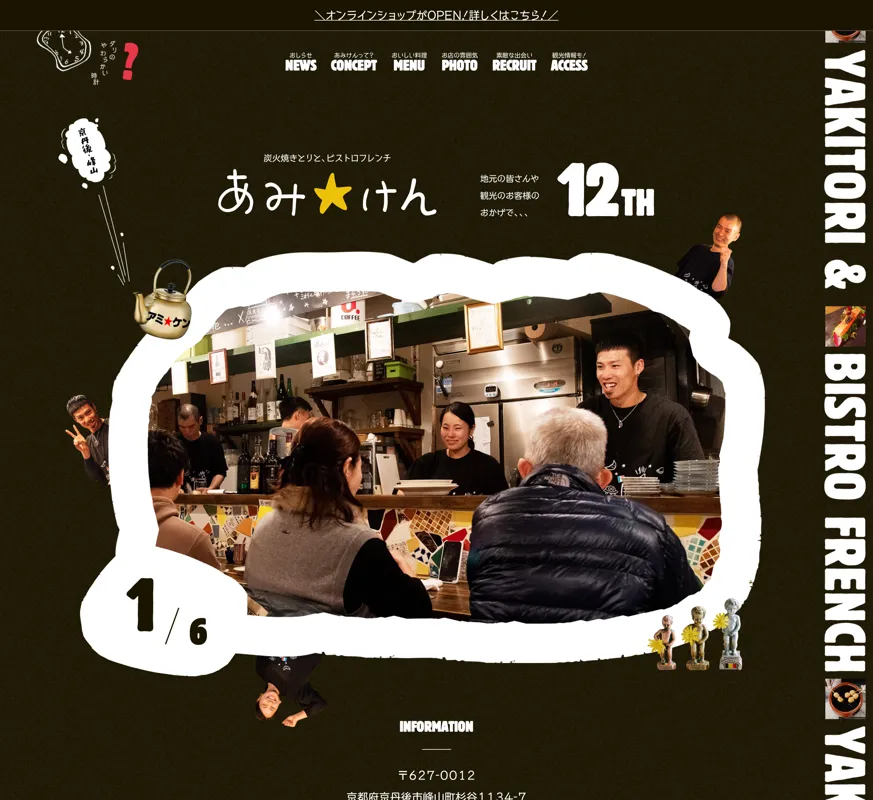 ＼オンラインショップがOPEN！詳しくはこちら！／
ダリの
やわらかい
時計
?
おしらせ
NEWS
あみけんって？
CONCEPT
おいしい料理
MENU
お店の雰囲気
PHOTO
素敵な出会い
RECRUIT
観光情報も！
ACCESS
京丹後・峰山
炭火焼きとりと、ビストロフレンチ
あみ★けん
地元の皆さんや
観光のお客様の
おかげで、、、
12TH
アミ★ケン
COFFEE
1/6
INFORMATION
〒627-0012
京都府京丹後市峰山町杉谷1134-7
YAKITORI & BISTRO FRENCH
YAK